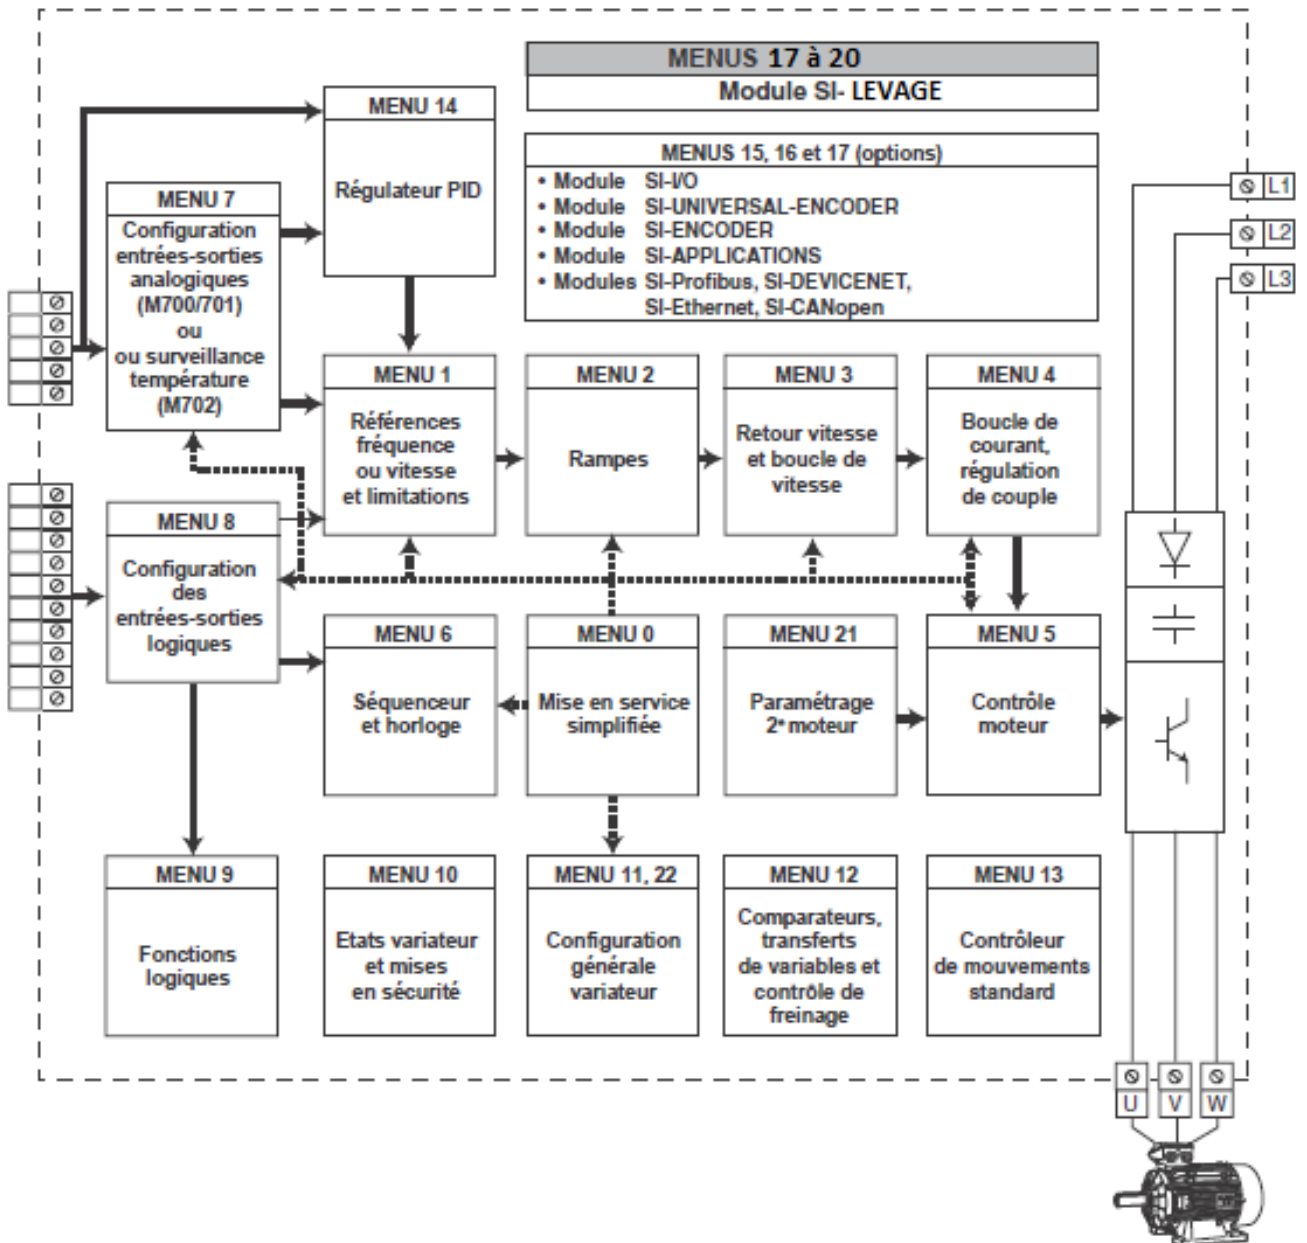 MENUS 17 à 20
Module SI- LEVAGE
MENUS 15, 16 et 17 (options)
• Module SI-I/O
• Module SI-UNIVERSAL-ENCODER
• Module SI-ENCODER
• Module SI-APPLICATIONS
• Modules SI-Profibus, SI-DEVICENET,
SI-Ethernet, SI-CANopen
MENU 14
Régulateur PID
MENU 7
Configuration
entrées-sorties
analogiques
(M700/701)
ou
ou surveillance
température
(M702)
L1
L2
L3
MENU 1
Références
fréquence
ou vitesse
et limitations
MENU 2
Rampes
MENU 3
Retour vitesse
et boucle de
vitesse
MENU 4
Boucle de
courant,
régulation
de couple
MENU 8
Configuration
des
entrées-sorties
logiques
MENU 6
Séquenceur
et horloge
MENU 0
Mise en service
simplifiée
MENU 21
Paramétrage
2e moteur
MENU 5
Contrôle
moteur
MENU 9
Fonctions
logiques
MENU 10
Etats variateur
et mises
en sécurité
MENU 11, 22
Configuration
générale
variateur
MENU 12
Comparateurs,
transferts
de variables et
contrôle de
freinage
MENU 13
Contrôleur
de mouvements
standard
U V W